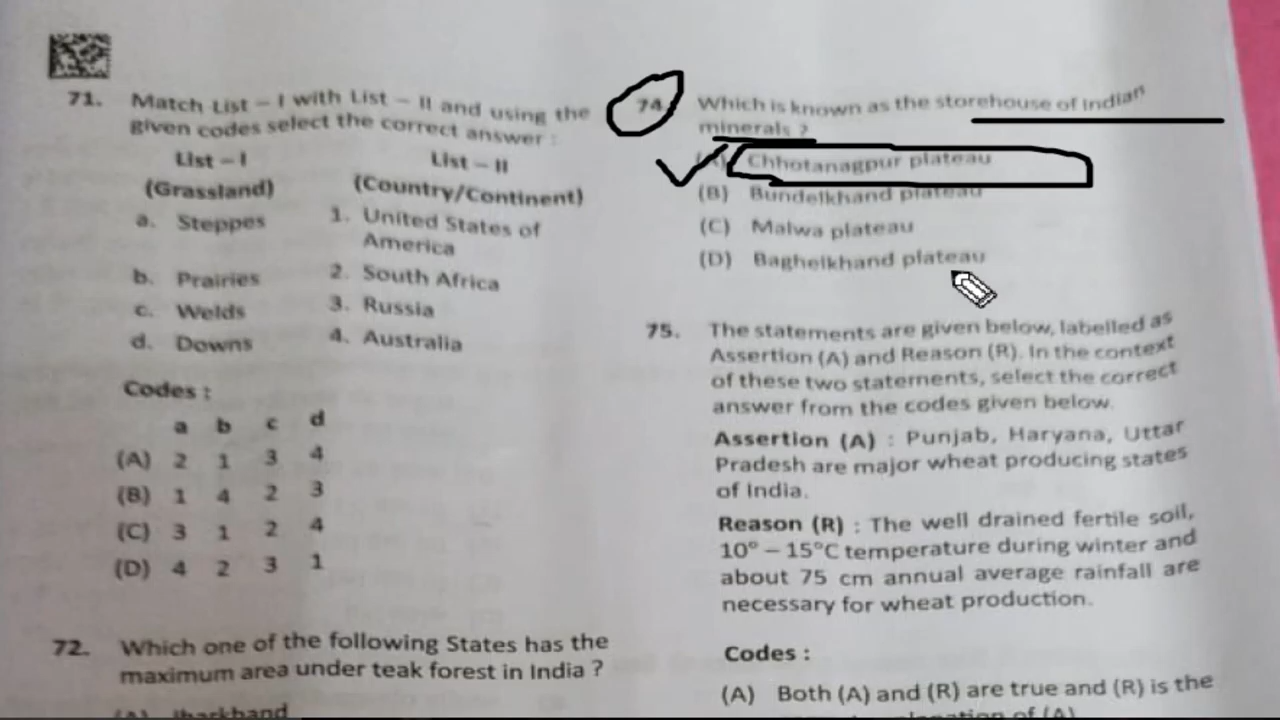 71. Match List – I with List – II and using the
given codes select the correct answer :
List – I List – II
(Grassland) (Country/Continent)
a. Steppes 1. United States of
America
b. Prairies 2. South Africa
c. Welds 3. Russia
d. Downs 4. Australia
Codes :
a b c d
(A) 2 1 3 4
(B) 1 4 2 3
(C) 3 1 2 4
(D) 4 2 3 1
72. Which one of the following States has the
maximum area under teak forest in India ?
(A) Jharkhand
74. Which is known as the storehouse of Indian
minerals ?
(A) Chhotanagpur plateau
(B) Bundelkhand plateau
(C) Malwa plateau
(D) Baghelkhand plateau
75. The statements are given below, labelled as
Assertion (A) and Reason (R). In the context
of these two statements, select the correct
answer from the codes given below.
Assertion (A) : Punjab, Haryana, Uttar
Pradesh are major wheat producing states
of India.
Reason (R) : The well drained fertile soil,
10° – 15°C temperature during winter and
about 75 cm annual average rainfall are
necessary for wheat production.
Codes :
(A) Both (A) and (R) are true and (R) is the
of (A)